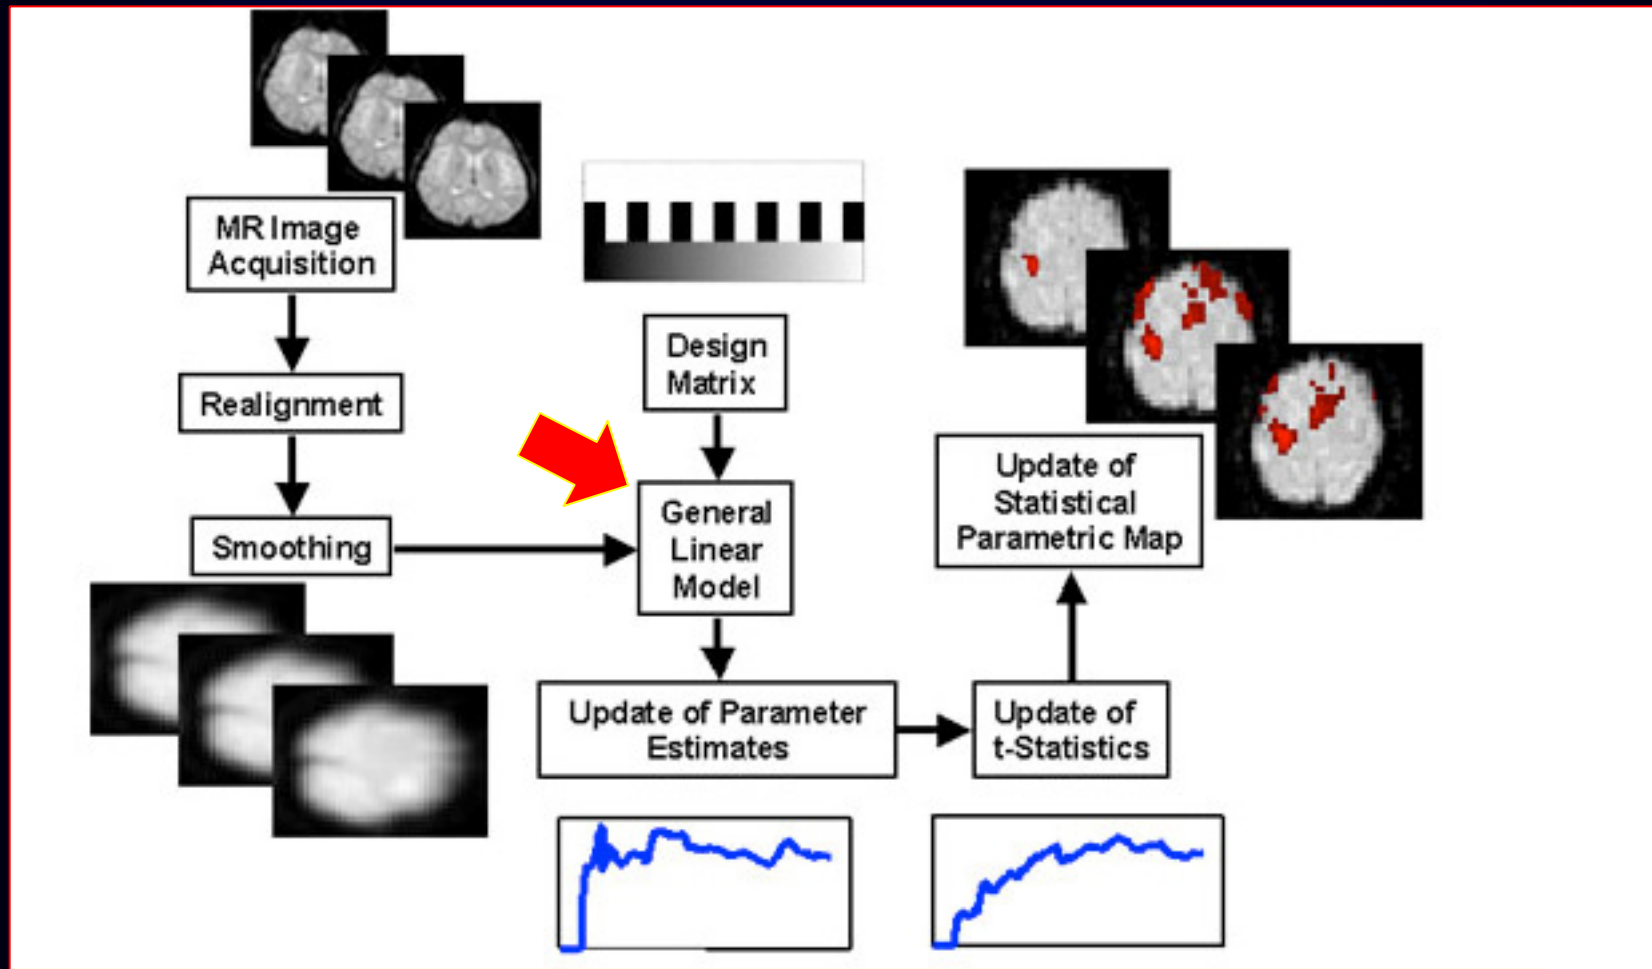 MR Image
Acquisition
Realignment
Smoothing
Design
Matrix
General
Linear
Model
Update of Parameter
Estimates
Update of
t-Statistics
Update of
Statistical
Parametric Map